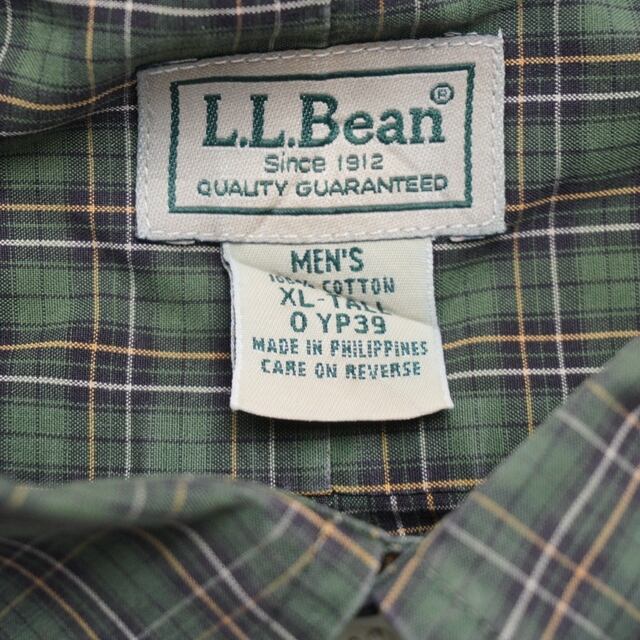 L.L.Bean®
Since 1912
QUALITY GUARANTEED
MEN'S
100% COTTON
XL-TALL
0 YP39
MADE IN PHILIPPINES
CARE ON REVERSE